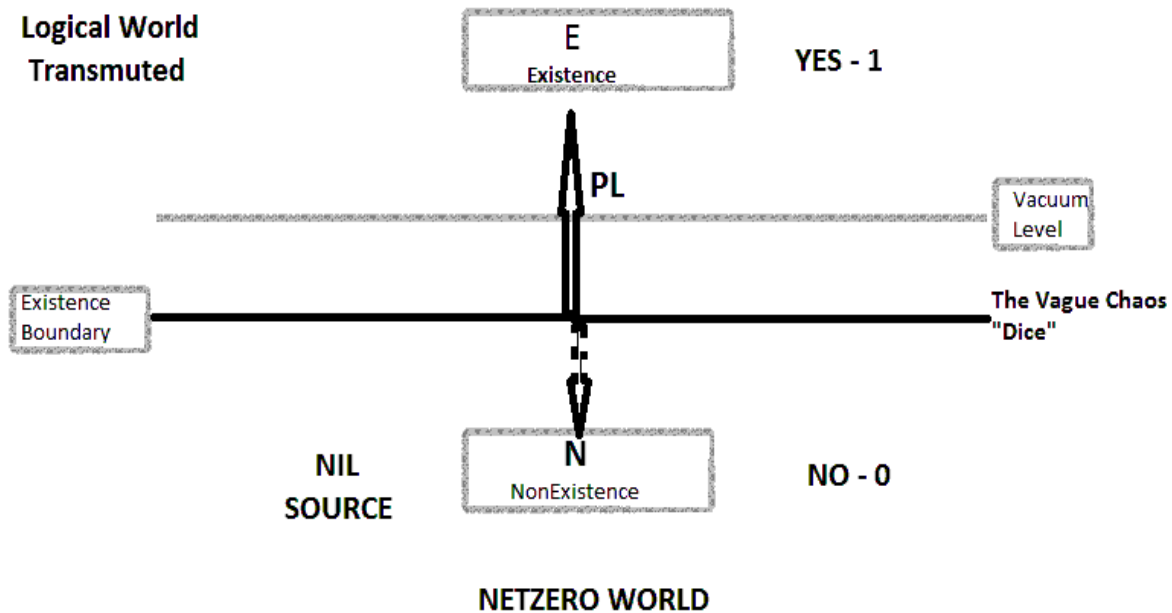 Logical World
Transmuted
E
Existence
YES - 1
PL
Vacuum
Level
Existence
Boundary
The Vague Chaos
"Dice"
NIL
SOURCE
N
NonExistence
NO - 0
NETZERO WORLD